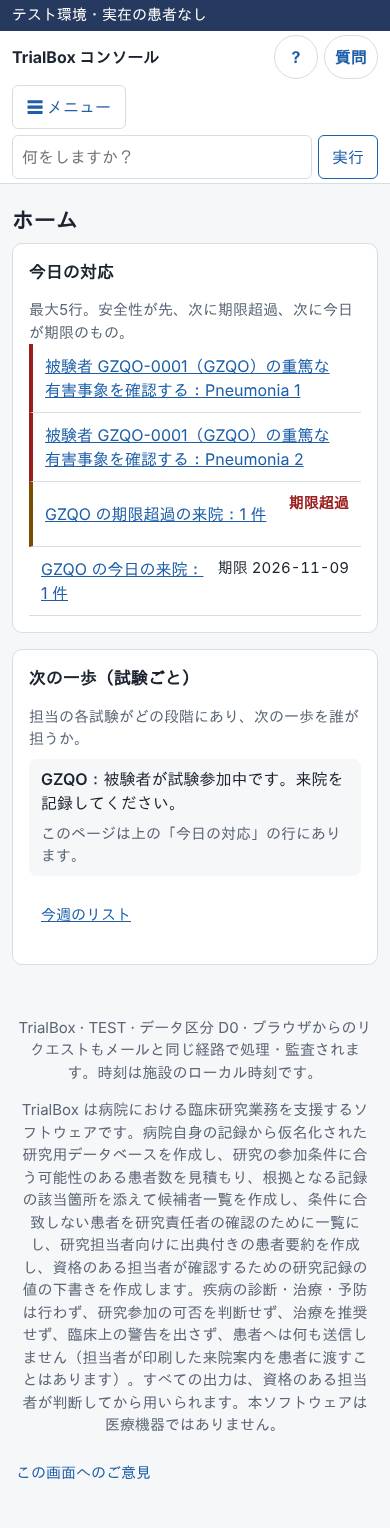 テスト環境・実在の患者なし
TrialBox コンソール
?
質問
☰ メニュー
何をしますか？
実行
ホーム
今日の対応
最大5行。安全性が先、次に期限超過、次に今日
が期限のもの。
被験者 GZQO-0001（GZQO）の重篤な
有害事象を確認する：Pneumonia 1
被験者 GZQO-0001（GZQO）の重篤な
有害事象を確認する：Pneumonia 2
GZQO の期限超過の来院：1 件
期限超過
GZQO の今日の来院：
1 件
期限 2026-11-09
次の一歩（試験ごと）
担当の各試験がどの段階にあり、次の一歩を誰が
担うか。
GZQO：被験者が試験参加中です。来院を
記録してください。
このページは上の「今日の対応」の行にあり
ます。
今週のリスト
TrialBox · TEST · データ区分 D0 · ブラウザからのリ
クエストもメールと同じ経路で処理・監査されま
す。時刻は施設のローカル時刻です。
TrialBox は病院における臨床研究業務を支援するソ
フトウェアです。病院自身の記録から仮名化された
研究用データベースを作成し、研究の参加条件に合
う可能性のある患者数を見積もり、根拠となる記録
の該当箇所を添えて候補者一覧を作成し、条件に合
致しない患者を研究責任者の確認のために一覧に
し、研究担当者向けに出典付きの患者要約を作成
し、資格のある担当者が確認するための研究記録の
値の下書きを作成します。疾病の診断・治療・予防
は行わず、研究参加の可否を判断せず、治療を推奨
せず、臨床上の警告を出さず、患者へは何も送信し
ません（担当者が印刷した来院案内を患者に渡すこ
とはあります）。すべての出力は、資格のある担当
者が判断してから用いられます。本ソフトウェアは
医療機器ではありません。
この画面へのご意見